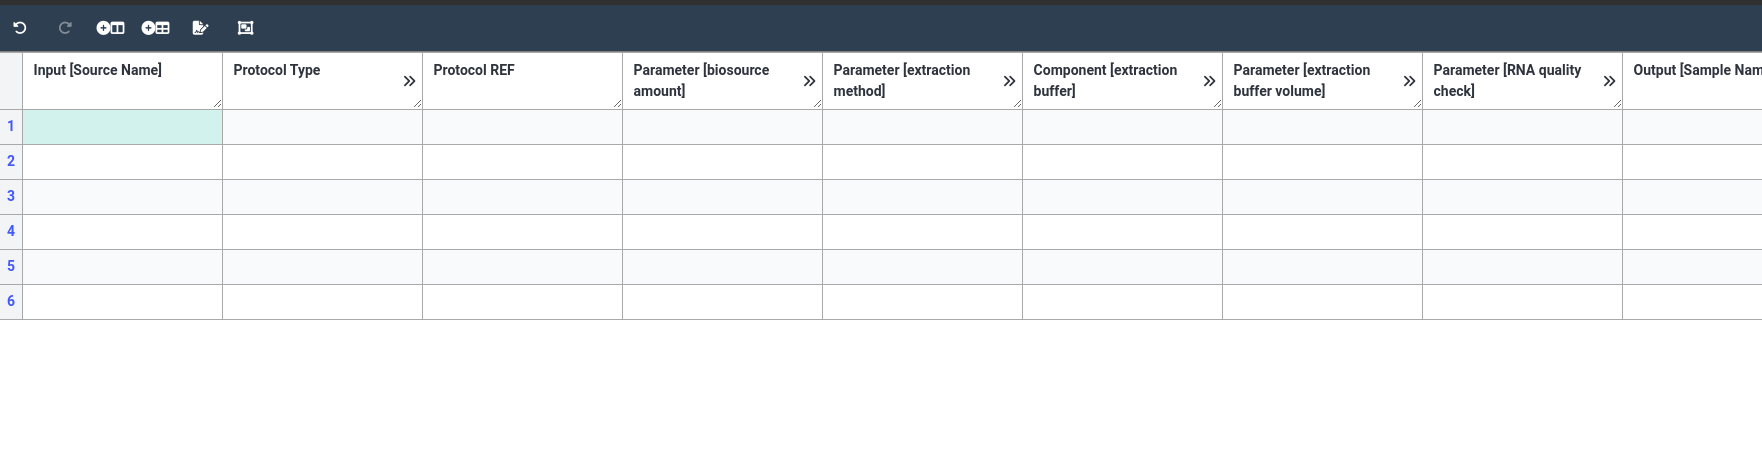 Input [Source Name]
Protocol Type
Protocol REF
Parameter [biosource
amount]
Parameter [extraction
method]
Component [extraction
buffer]
Parameter [extraction
buffer volume]
Parameter [RNA quality
check]
Output [Sample Nam
1
2
3
4
5
6